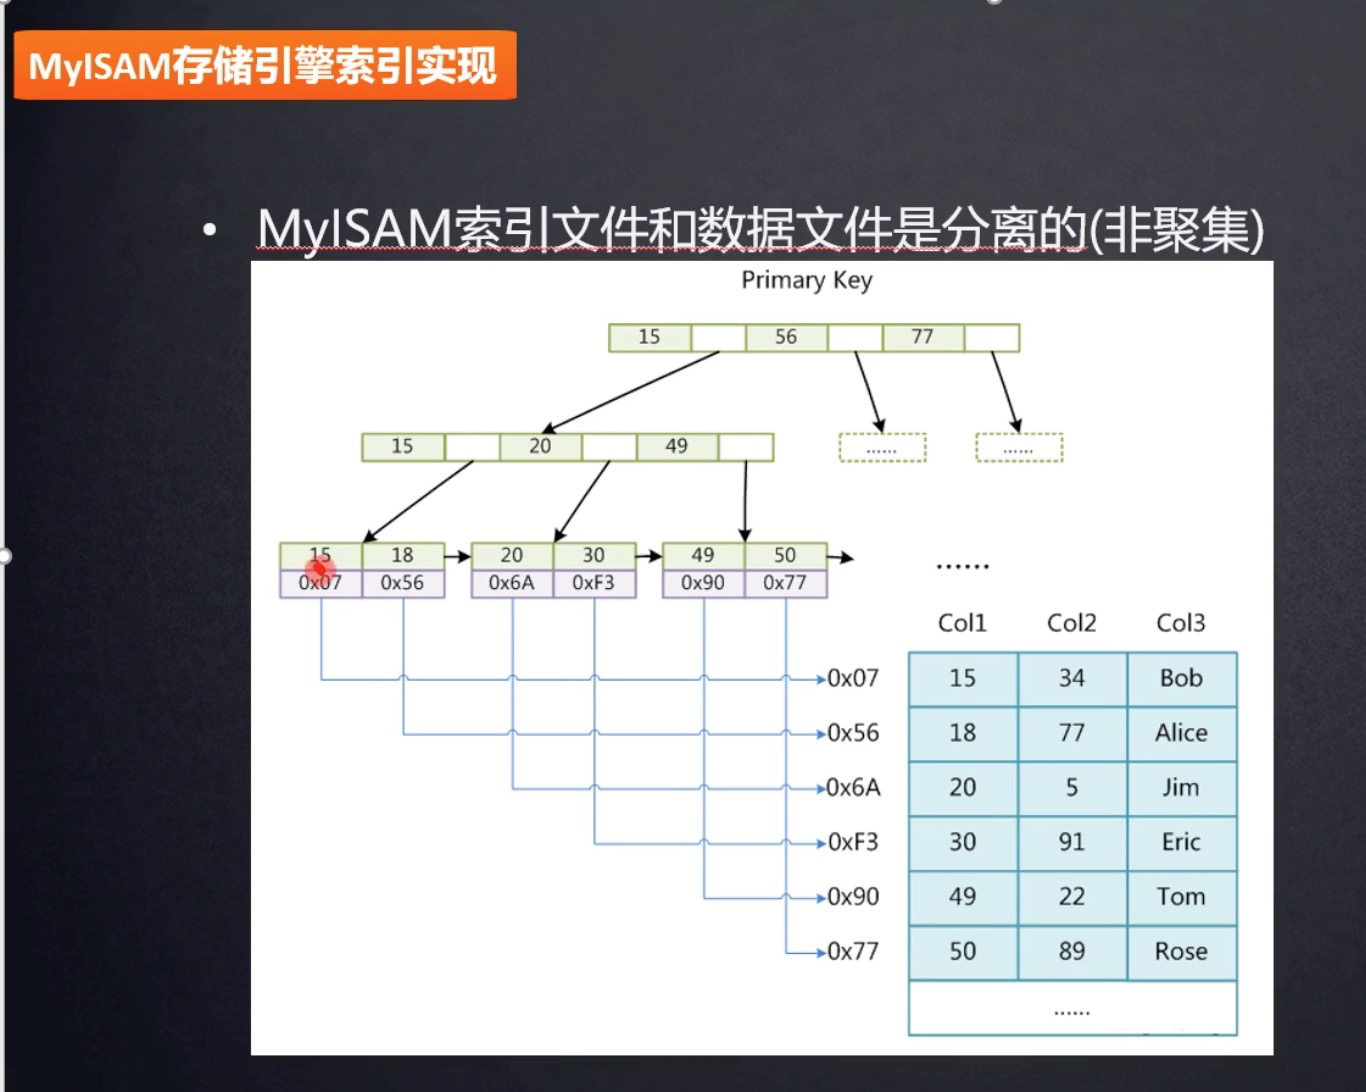 MyISAM存储引擎索引实现
• MyISAM索引文件和数据文件是分离的(非聚集)
Primary Key
15 56 77
15 20 49 ...... ......
15 18 20 30 49 50
0x07 0x56 0x6A 0xF3 0x90 0x77
......
Col1 Col2 Col3
0x07 15 34 Bob
0x56 18 77 Alice
0x6A 20 5 Jim
0xF3 30 91 Eric
0x90 49 22 Tom
0x77 50 89 Rose
......